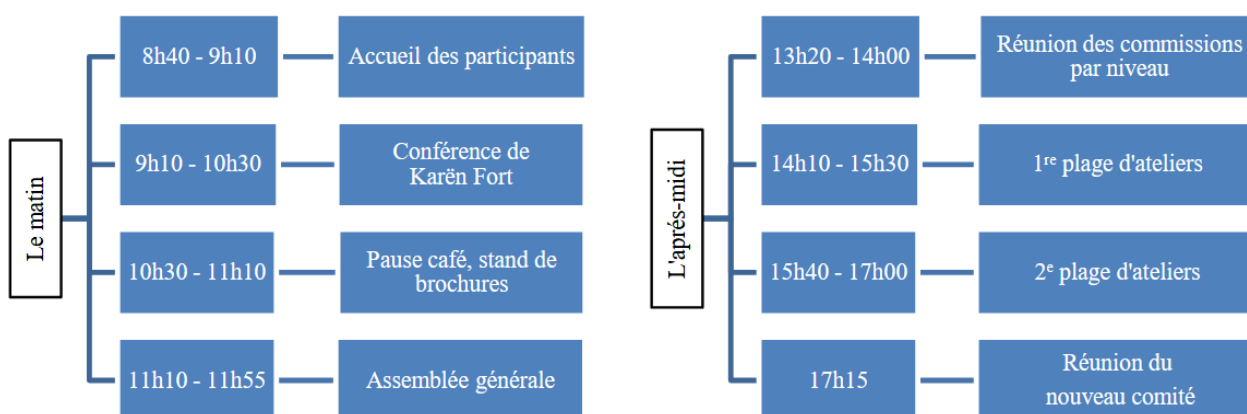 Le matin
8h40 - 9h10
Accueil des participants
9h10 - 10h30
Conférence de
Karën Fort
10h30 - 11h10
Pause café, stand de
brochures
11h10 - 11h55
Assemblée générale
L'aprés-midi
13h20 - 14h00
Réunion des commissions
par niveau
14h10 - 15h30
1re plage d'ateliers
15h40 - 17h00
2e plage d'ateliers
17h15
Réunion du
nouveau comité